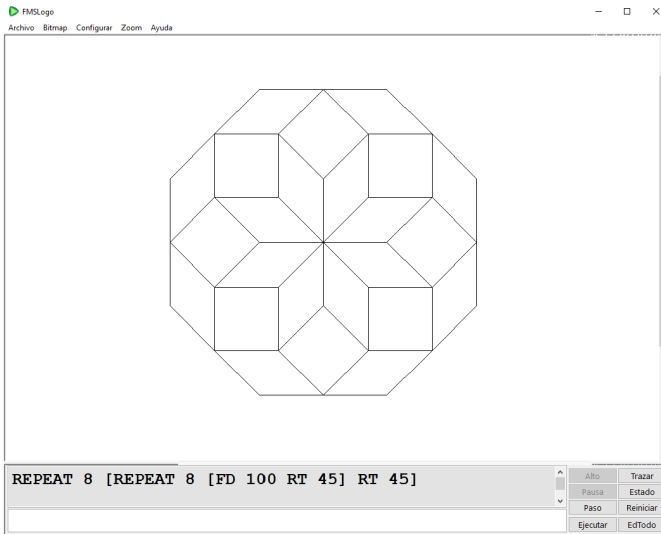 FMSLogo
Archivo Bitmap Configurar Zoom Ayuda
REPEAT 8 [REPEAT 8 [FD 100 RT 45] RT 45]
Alto Trazar
Pausa Estado
Paso Reiniciar
Ejecutar EdTodo